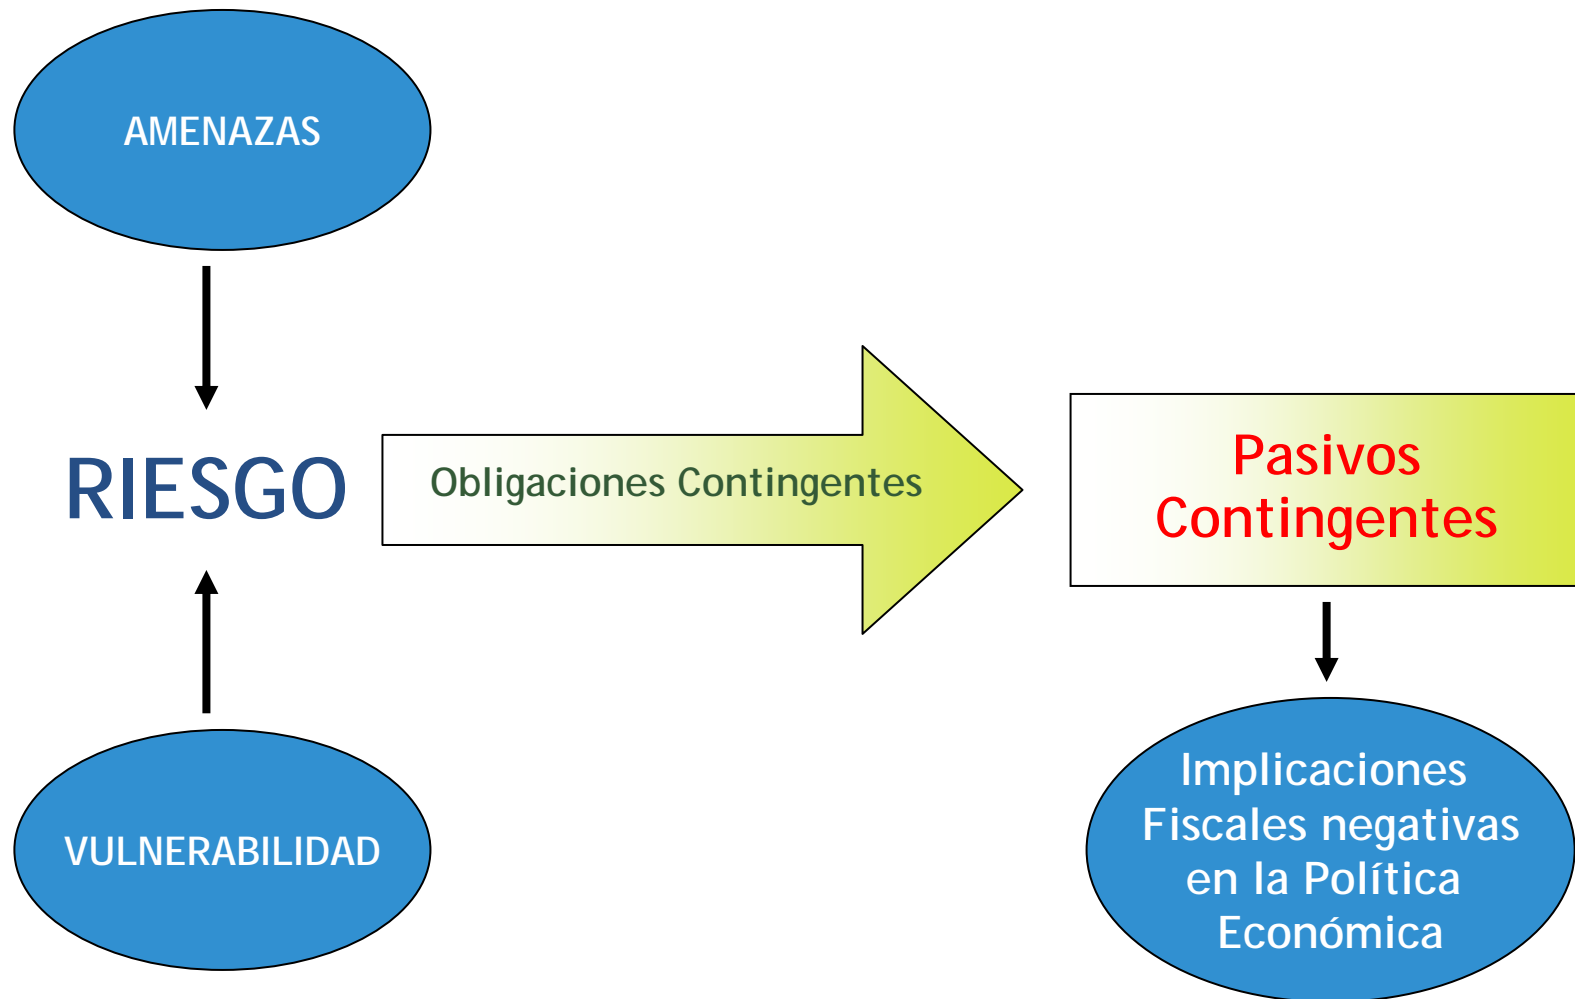 AMENAZAS
RIESGO
Obligaciones Contingentes
Pasivos
Contingentes
VULNERABILIDAD
Implicaciones
Fiscales negativas
en la Política
Económica